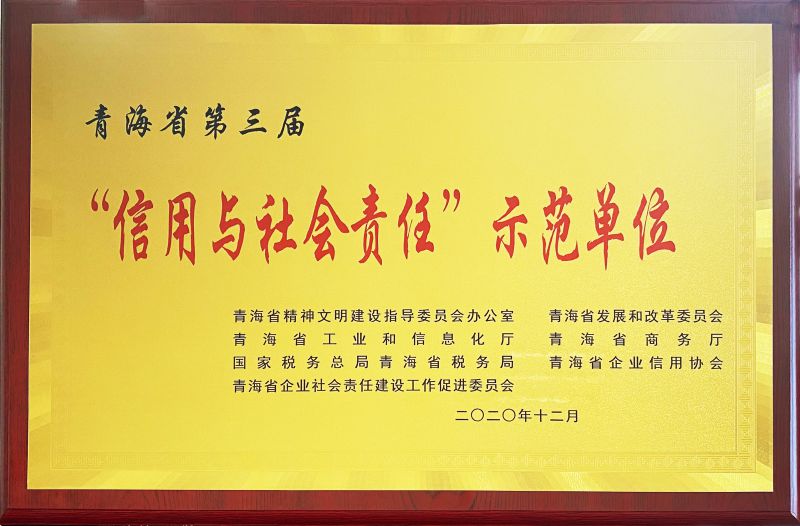 青海省第三届
“信用与社会责任”示范单位
青海省精神文明建设指导委员会办公室 青海省发展和改革委员会
青海省工业和信息化厅 青海省商务厅
国家税务总局青海省税务局 青海省企业信用协会
青海省企业社会责任建设工作促进委员会
二〇二〇年十二月